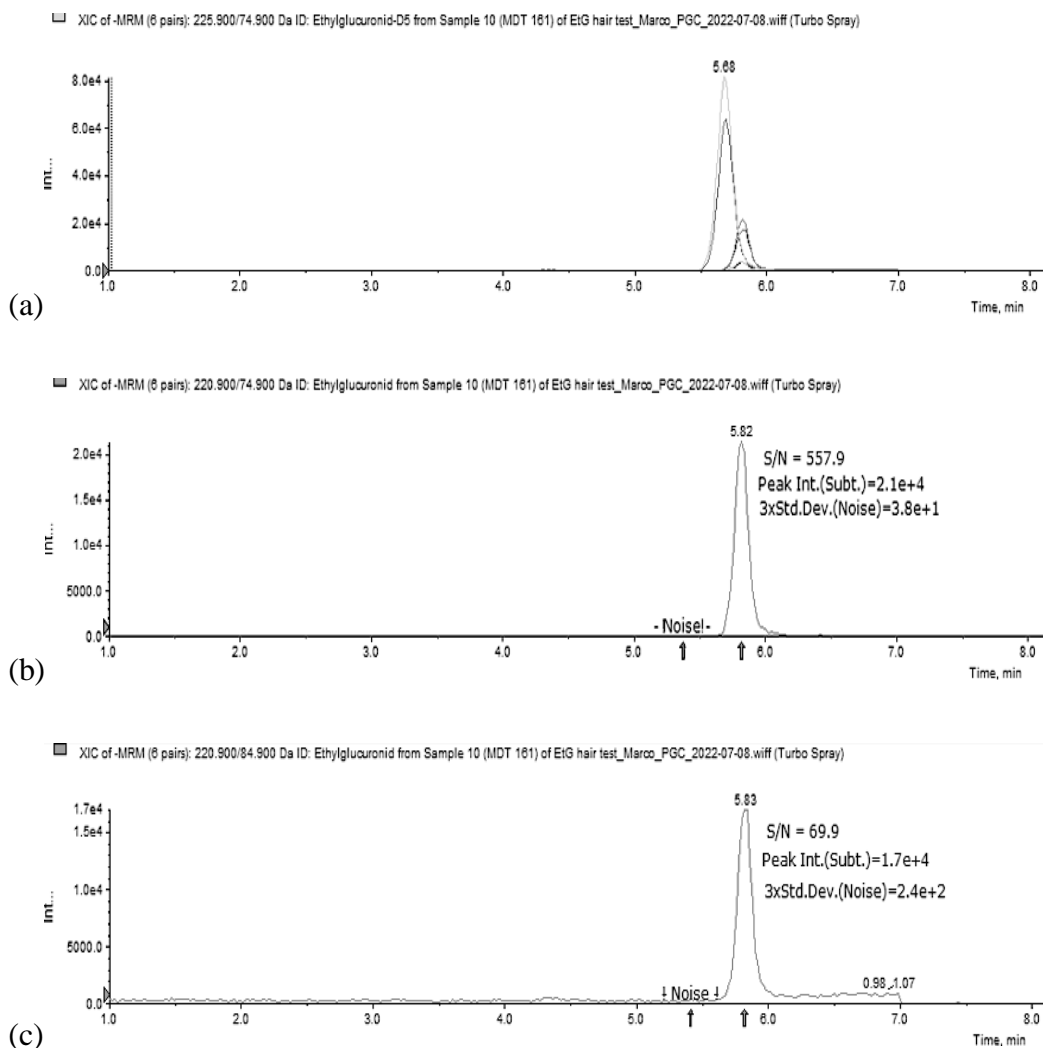 XIC of -MRM (6 pairs): 225.900/74.900 Da ID: Ethylglucuronid-D5 from Sample 10 (MDT 161) of EtG hair test_Marco_PGC_2022-07-08.wiff (Turbo Spray)
5.68
8.0e4
6.0e4
Int...
4.0e4
2.0e4
0.0
1.0 2.0 3.0 4.0 5.0 6.0 7.0 8.0
Time, min
(a)
XIC of -MRM (6 pairs): 220.900/74.900 Da ID: Ethylglucuronid from Sample 10 (MDT 161) of EtG hair test_Marco_PGC_2022-07-08.wiff (Turbo Spray)
5.82
2.0e4
S/N = 557.9
Peak Int.(Subt.)=2.1e+4
3xStd.Dev.(Noise)=3.8e+1
1.5e4
Int...
1.0e4
5000.0
- Noise! -
0.0
1.0 2.0 3.0 4.0 5.0 6.0 7.0 8.0
Time, min
(b)
XIC of -MRM (6 pairs): 220.900/84.900 Da ID: Ethylglucuronid from Sample 10 (MDT 161) of EtG hair test_Marco_PGC_2022-07-08.wiff (Turbo Spray)
5.83
1.7e4
1.5e4
S/N = 69.9
Peak Int.(Subt.)=1.7e+4
3xStd.Dev.(Noise)=2.4e+2
1.0e4
Int...
5000.0
! Noise !
0.98 1.07
0.0
1.0 2.0 3.0 4.0 5.0 6.0 7.0 8.0
Time, min
(c)